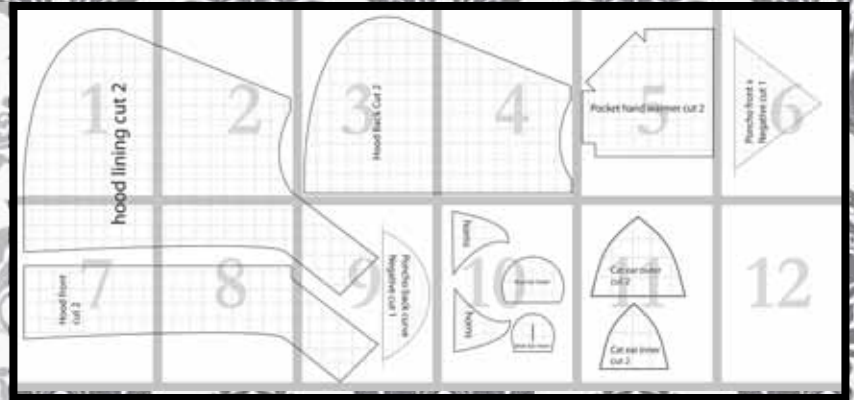 1
hood lining cut 2
2
3
Hood Back Cut 2
4
5
Pocket hand warmer cut 2
6
Poncho front v
Negative cut 1
7
Hood front
cut 2
8
9
Poncho back curve
Negative cut 1
10
horns
horns
11
Cat ear outer
cut 2
Cat ear inner
cut 2
12